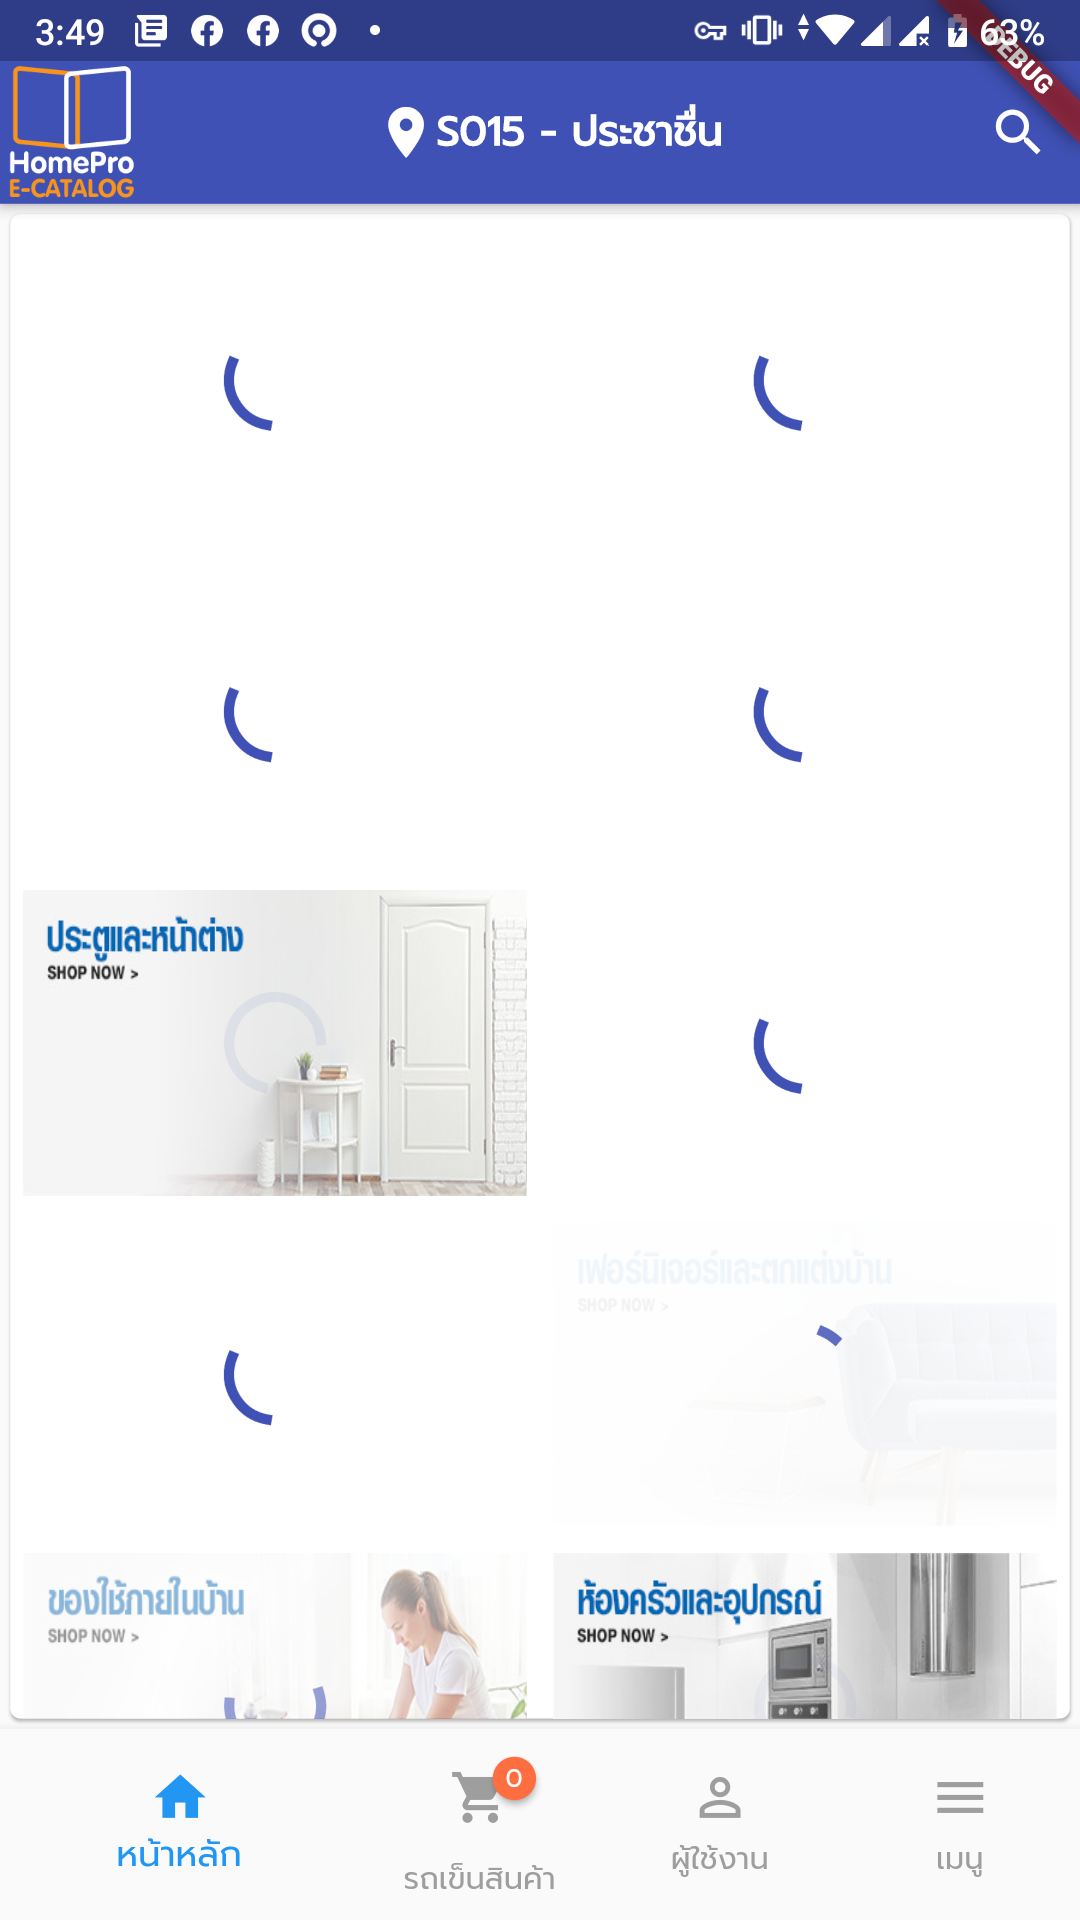 3:49
63%
DEBUG
HomePro
E-CATALOG
S015 - ประชาชื่น
ประตูและหน้าต่าง
SHOP NOW >
เฟอร์นิเจอร์และตกแต่งบ้าน
SHOP NOW >
ของใช้ภายในบ้าน
SHOP NOW >
ห้องครัวและอุปกรณ์
SHOP NOW >
0
หน้าหลัก
รถเข็นสินค้า
ผู้ใช้งาน
เมนู